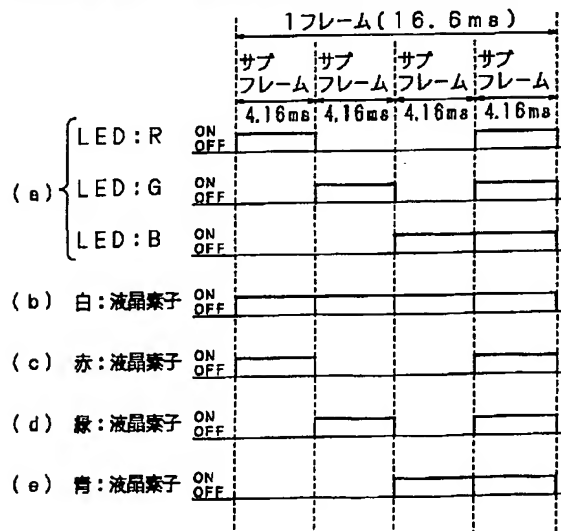 1フレーム(16.6ms)
サブ サブ サブ サブ
フレーム フレーム フレーム フレーム
4.16ms 4.16ms 4.16ms 4.16ms
(a)
LED:R ON
OFF
LED:G ON
OFF
LED:B ON
OFF
(b) 白:液晶素子 ON
OFF
(c) 赤:液晶素子 ON
OFF
(d) 緑:液晶素子 ON
OFF
(e) 青:液晶素子 ON
OFF